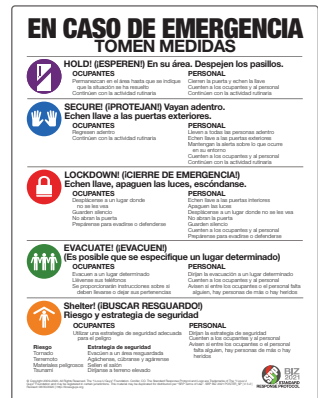 EN CASO DE EMERGENCIA
TOMEN MEDIDAS
HOLD! (¡ESPEREN!) En su área. Despejen los pasillos.
OCUPANTES
Permanezcan en el área hasta que se indique
que la situación se ha resuelto
Continúen con la actividad rutinaria
PERSONAL
Cierren la puerta y echen la llave
Cuenten a los ocupantes y al personal
Continúen con la actividad rutinaria
SECURE! (¡PROTEJAN!) Vayan adentro.
Echen llave a las puertas exteriores.
OCUPANTES
Regresen adentro
Continúen con la actividad rutinaria
PERSONAL
Lleven a todas las personas adentro
Echen llave a las puertas exteriores
Mantengan la alerta sobre lo que ocurre
en su entorno
Cuenten a los ocupantes y al personal
Continúen con la actividad rutinaria
LOCKDOWN! (¡CIERRE DE EMERGENCIA!)
Echen llave, apaguen las luces, escóndanse.
OCUPANTES
Desplácense a un lugar donde
no se les vea
Guarden silencio
No abran la puerta
Prepárense para evadirse o defenderse
PERSONAL
Echen llave a las puertas interiores
Apaguen las luces
Desplácense a un lugar donde no se les vea
No abran la puerta
Guarden silencio
Cuenten a los ocupantes y al personal
Prepárense para evadirse o defenderse
EVACUATE! (¡EVACUEN!)
(Es posible que se especifique un lugar determinado)
OCUPANTES
Evacuen a un lugar determinado
Llévense sus teléfonos
Se proporcionarán instrucciones sobre si
deben llevarse o dejar sus pertenencias
PERSONAL
Dirijan la evacuación a un lugar determinado
Cuenten a los ocupantes y al personal
Avisen si entre los ocupantes o el personal falta
alguien, hay personas de más o hay
heridos
Shelter! (¡BUSCAR RESGUARDO!)
Riesgo y estrategia de seguridad
OCUPANTES
Utilizar una estrategia de seguridad adecuada
para el peligro
Riesgo
Estrategia de seguridad
Tornado
Evacuen a un área resguardada
Terremoto
Agáchense, cúbranse y agárrense
Materiales peligrosos
Sellen el salón
Tsunami
Diríjanse a terreno elevado
PERSONAL
Dirijan la estrategia de seguridad
Cuenten a los ocupantes y al personal
Avisen si entre los ocupantes o el personal
falta alguien, hay personas de más o hay
heridos
BIZ
2021
STANDARD
RESPONSE PROTOCOL